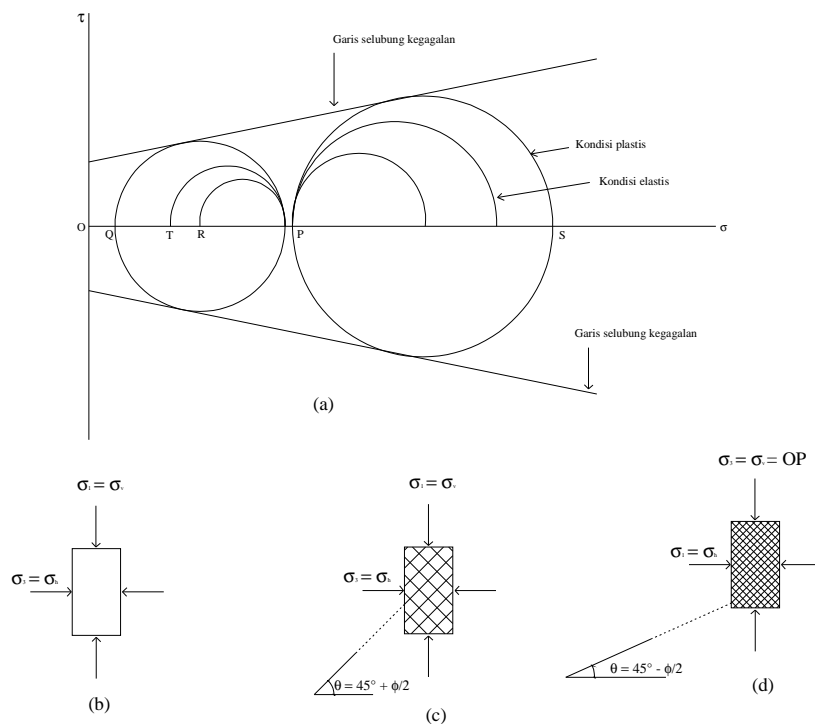 τ
Garis selubung kegagalan
Kondisi plastis
Kondisi elastis
O
Q
T
R
P
S
σ
Garis selubung kegagalan
(a)
σ₁ = σᵥ
σ₃ = σₕ
(b)
σ₁ = σᵥ
σ₃ = σₕ
θ = 45° + ϕ/2
(c)
σ₃ = σᵥ = OP
σ₁ = σₕ
θ = 45° - ϕ/2
(d)